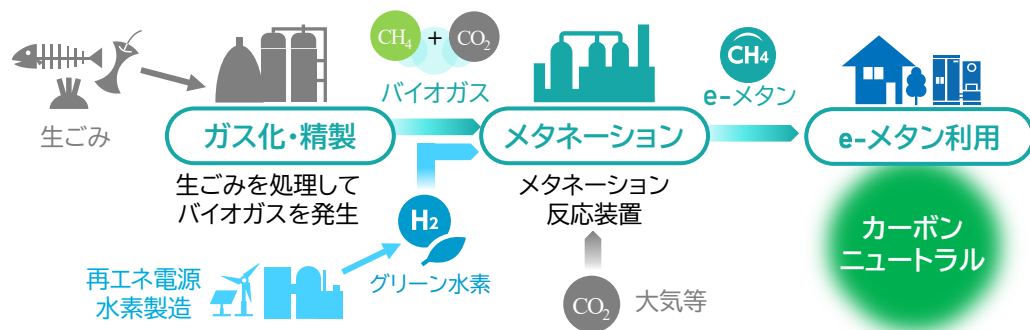 生ごみ
ガス化・精製
生ごみを処理して
バイオガスを発生
CH4 + CO2
バイオガス
メタネーション
メタネーション
反応装置
CH4
e-メタン
e-メタン利用
カーボン
ニュートラル
H2
グリーン水素
再エネ電源
水素製造
CO2
大気等